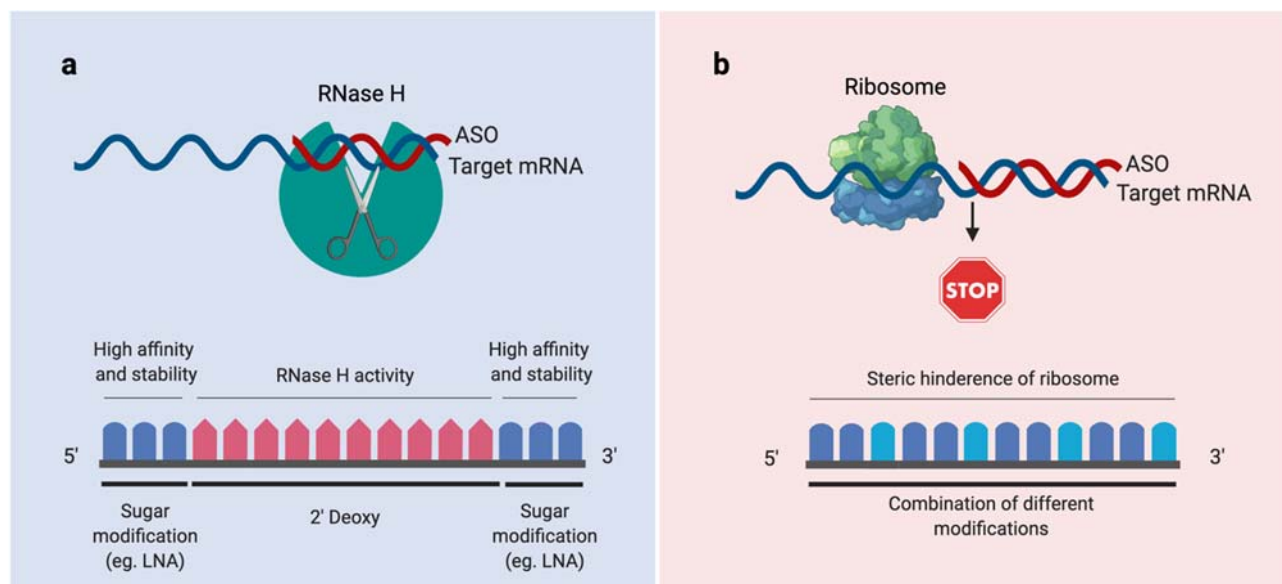 a
RNase H
ASO
Target mRNA
High affinity
and stability
RNase H activity
High affinity
and stability
5'
3'
Sugar
modification
(eg. LNA)
2' Deoxy
Sugar
modification
(eg. LNA)
b
Ribosome
ASO
Target mRNA
STOP
Steric hinderence of ribosome
5'
3'
Combination of different
modifications